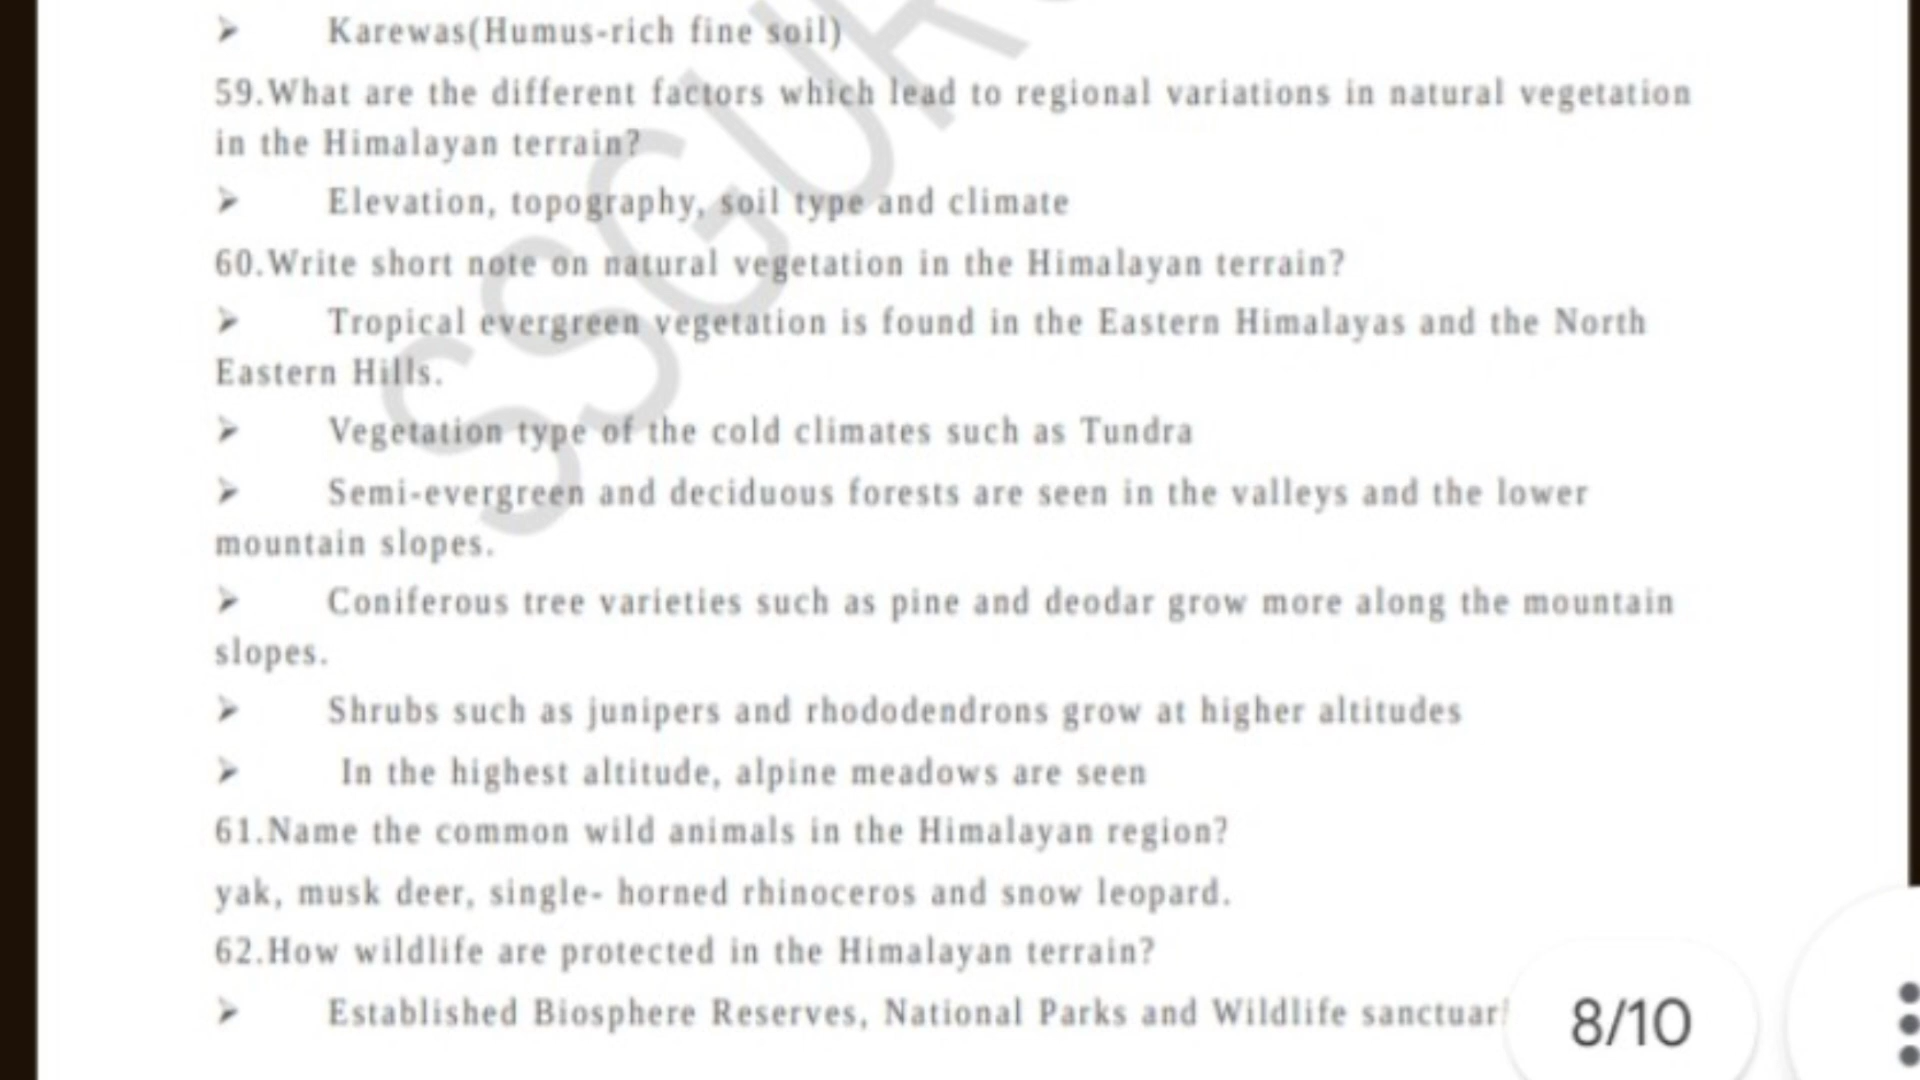 ➤ Karewas(Humus-rich fine soil)
59.What are the different factors which lead to regional variations in natural vegetation
in the Himalayan terrain?
➤ Elevation, topography, soil type and climate
60.Write short note on natural vegetation in the Himalayan terrain?
➤ Tropical evergreen vegetation is found in the Eastern Himalayas and the North
Eastern Hills.
➤ Vegetation type of the cold climates such as Tundra
➤ Semi-evergreen and deciduous forests are seen in the valleys and the lower
mountain slopes.
➤ Coniferous tree varieties such as pine and deodar grow more along the mountain
slopes.
➤ Shrubs such as junipers and rhododendrons grow at higher altitudes
➤ In the highest altitude, alpine meadows are seen
61.Name the common wild animals in the Himalayan region?
yak, musk deer, single- horned rhinoceros and snow leopard.
62.How wildlife are protected in the Himalayan terrain?
➤ Established Biosphere Reserves, National Parks and Wildlife
8/10